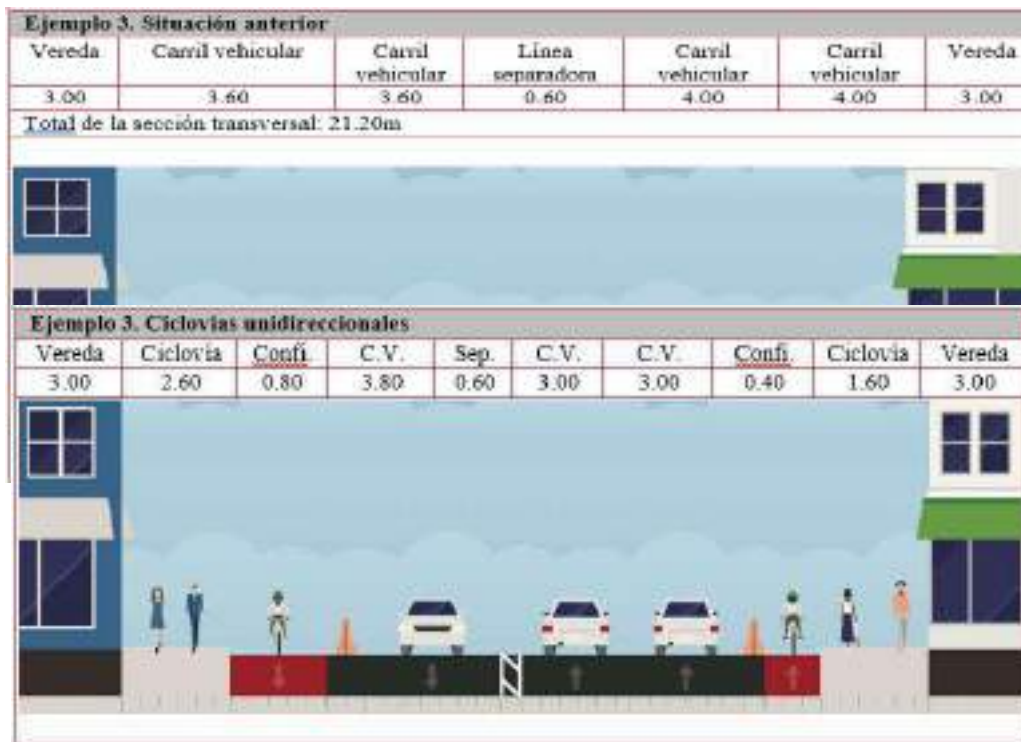 Ejemplo 3. Situación anterior
Vereda Carril vehicular Carril vehicular Línea separadora Carril vehicular Carril vehicular Vereda
3.00 3.60 3.60 0.60 4.00 4.00 3.00
Total de la sección transversal: 21.20m
Ejemplo 3. Ciclovias unidireccionales
Vereda Ciclovia Confi. C.V. Sep. C.V. C.V. Confi. Ciclovia Vereda
3.00 2.60 0.80 3.80 0.60 3.00 3.00 0.40 1.60 3.00